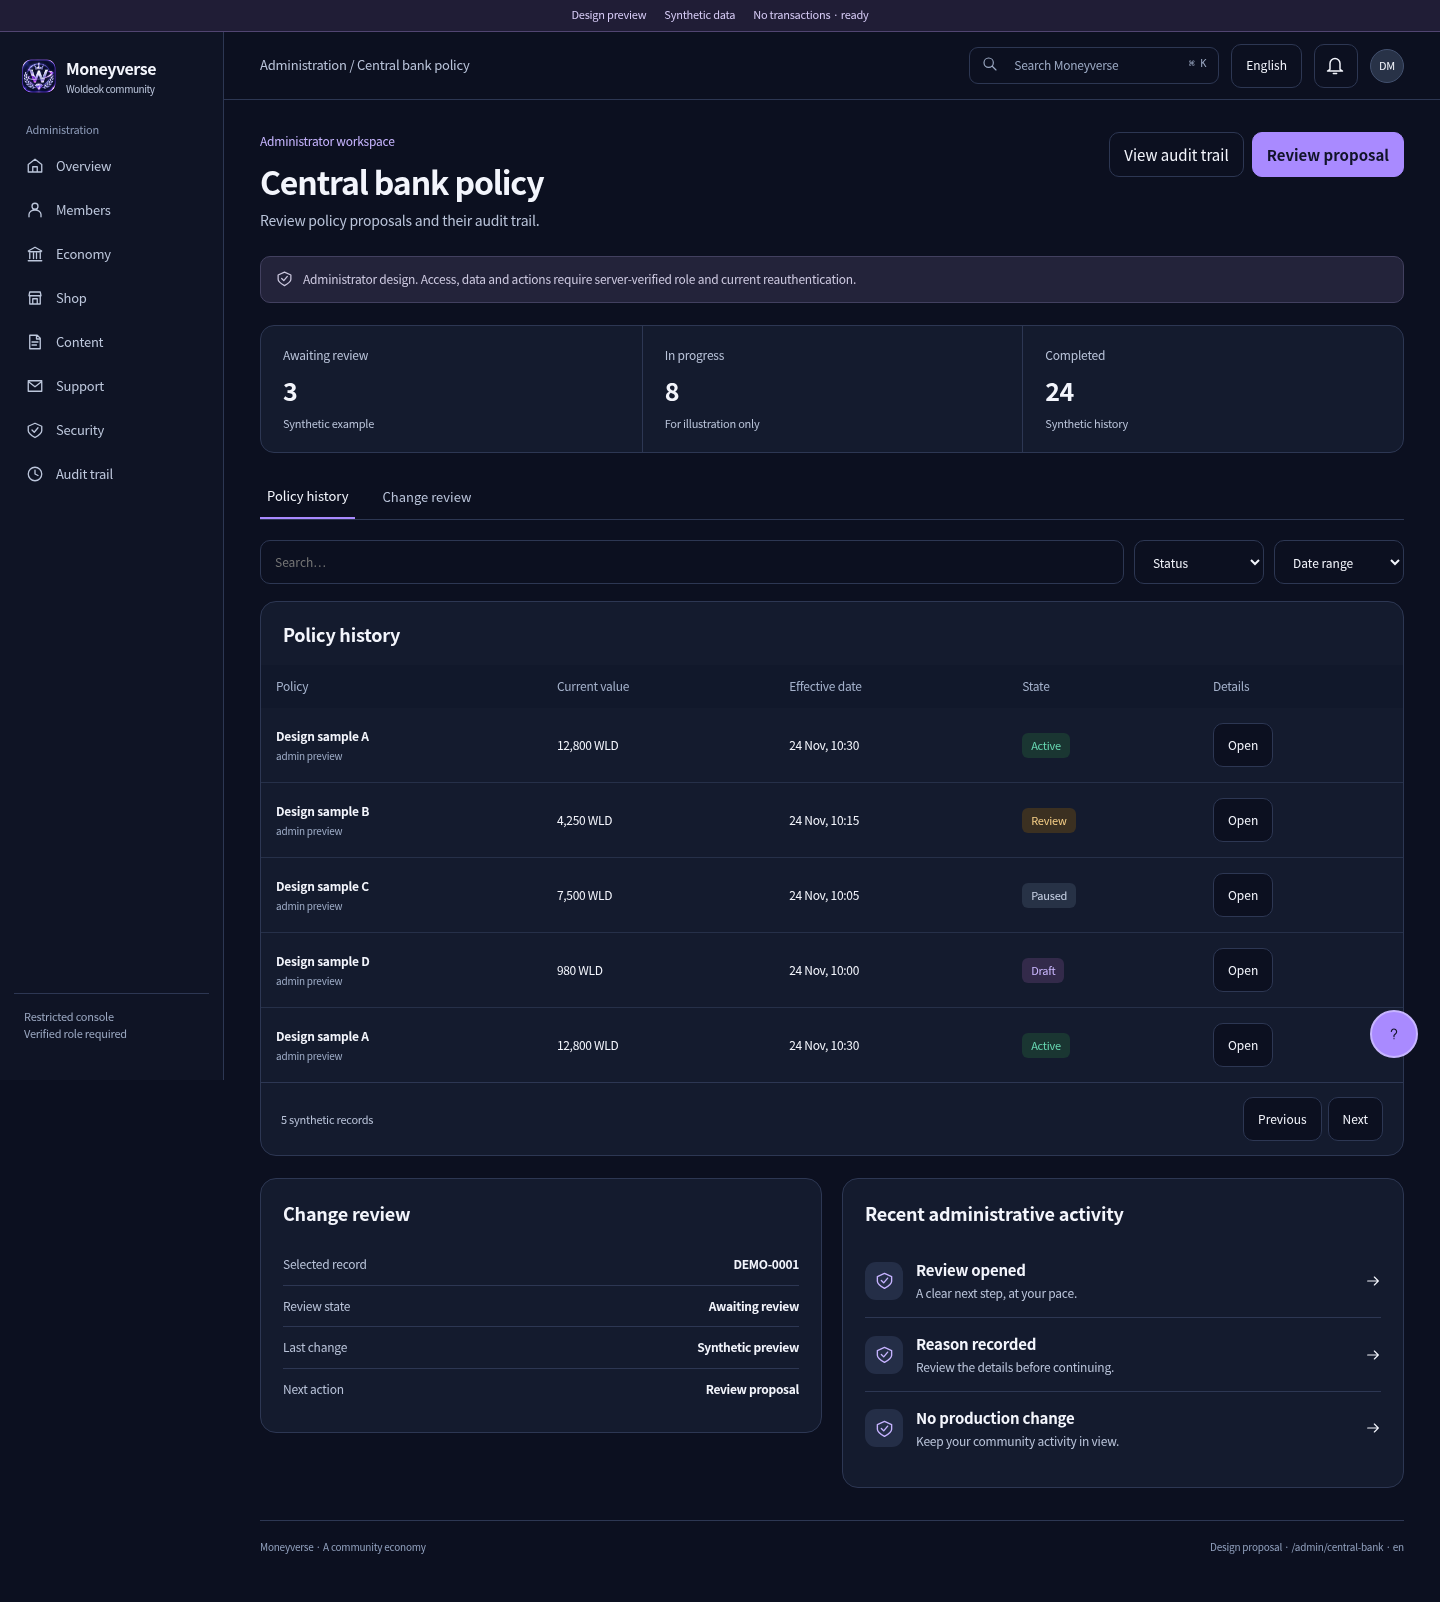 Design preview Synthetic data No transactions · ready
Moneyverse
Woldeok community
Administration
Overview
Members
Economy
Shop
Content
Support
Security
Audit trail
Restricted console
Verified role required
Administration / Central bank policy
Search Moneyverse ⌘ K
English
DM
Administrator workspace
Central bank policy
Review policy proposals and their audit trail.
View audit trail
Review proposal
Administrator design. Access, data and actions require server-verified role and current reauthentication.
Awaiting review
3
Synthetic example
In progress
8
For illustration only
Completed
24
Synthetic history
Policy history
Change review
Search…
Status
Date range
Policy history
Policy Current value Effective date State Details
Design sample A
admin preview
12,800 WLD 24 Nov, 10:30 Active Open
Design sample B
admin preview
4,250 WLD 24 Nov, 10:15 Review Open
Design sample C
admin preview
7,500 WLD 24 Nov, 10:05 Paused Open
Design sample D
admin preview
980 WLD 24 Nov, 10:00 Draft Open
Design sample A
admin preview
12,800 WLD 24 Nov, 10:30 Active Open
?
5 synthetic records
Previous
Next
Change review
Selected record DEMO-0001
Review state Awaiting review
Last change Synthetic preview
Next action Review proposal
Recent administrative activity
Review opened
A clear next step, at your pace.
Reason recorded
Review the details before continuing.
No production change
Keep your community activity in view.
Moneyverse · A community economy
Design proposal · /admin/central-bank · en